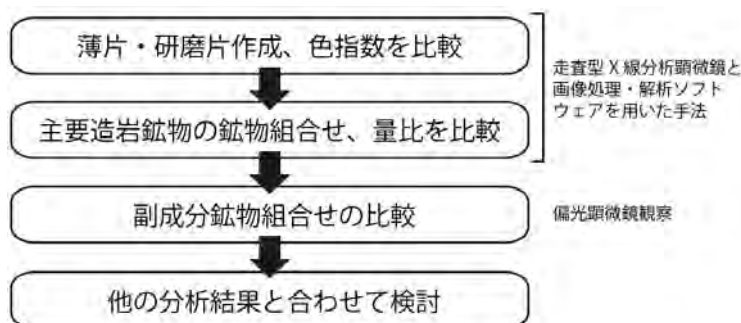 薄片・研磨片作成、色指数を比較
主要造岩鉱物の鉱物組合せ、量比を比較
走査型X線分析顕微鏡と
画像処理・解析ソフト
ウェアを用いた手法
副成分鉱物組合せの比較
偏光顕微鏡観察
他の分析結果と合わせて検討